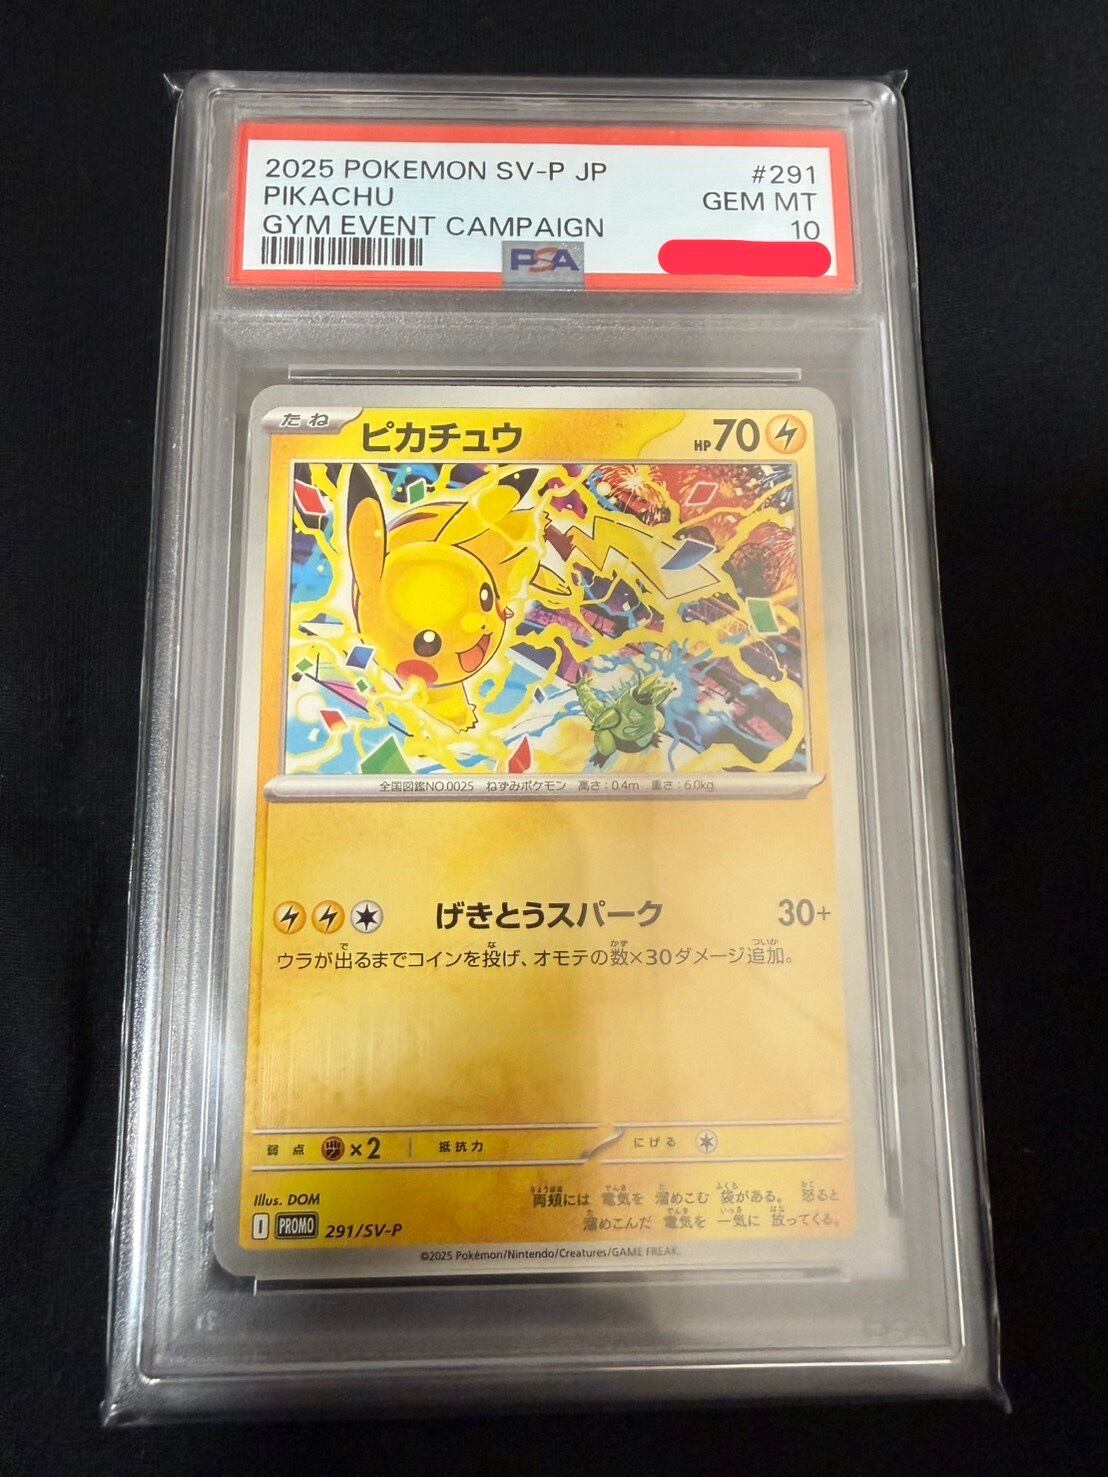 2025 POKEMON SV-P JP #291
PIKACHU GEM MT
GYM EVENT CAMPAIGN 10
PSA
たね ピカチュウ HP70
全国図鑑NO.0025 ねずみポケモン 高さ:0.4m 重さ:6.0kg
げきとうスパーク 30+
ウラが出るまでコインを投げ、オモテの数×30ダメージ追加。
弱点 ×2 抵抗力 にげる
Illus. DOM
両頬には 電気を 溜めこむ 袋がある。 怒ると
溜めこんだ 電気を 一気に 放ってくる。
I PROMO 291/SV-P
©2025 Pokémon/Nintendo/Creatures/GAME FREAK.